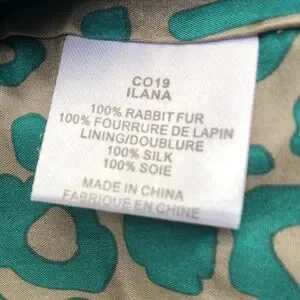 CO19
ILANA
100% RABBIT FUR
100% FOURRURE DE LAPIN
LINING/DOUBLURE
100% SILK
100% SOIE
MADE IN CHINA
FABRIQUE EN CHINE